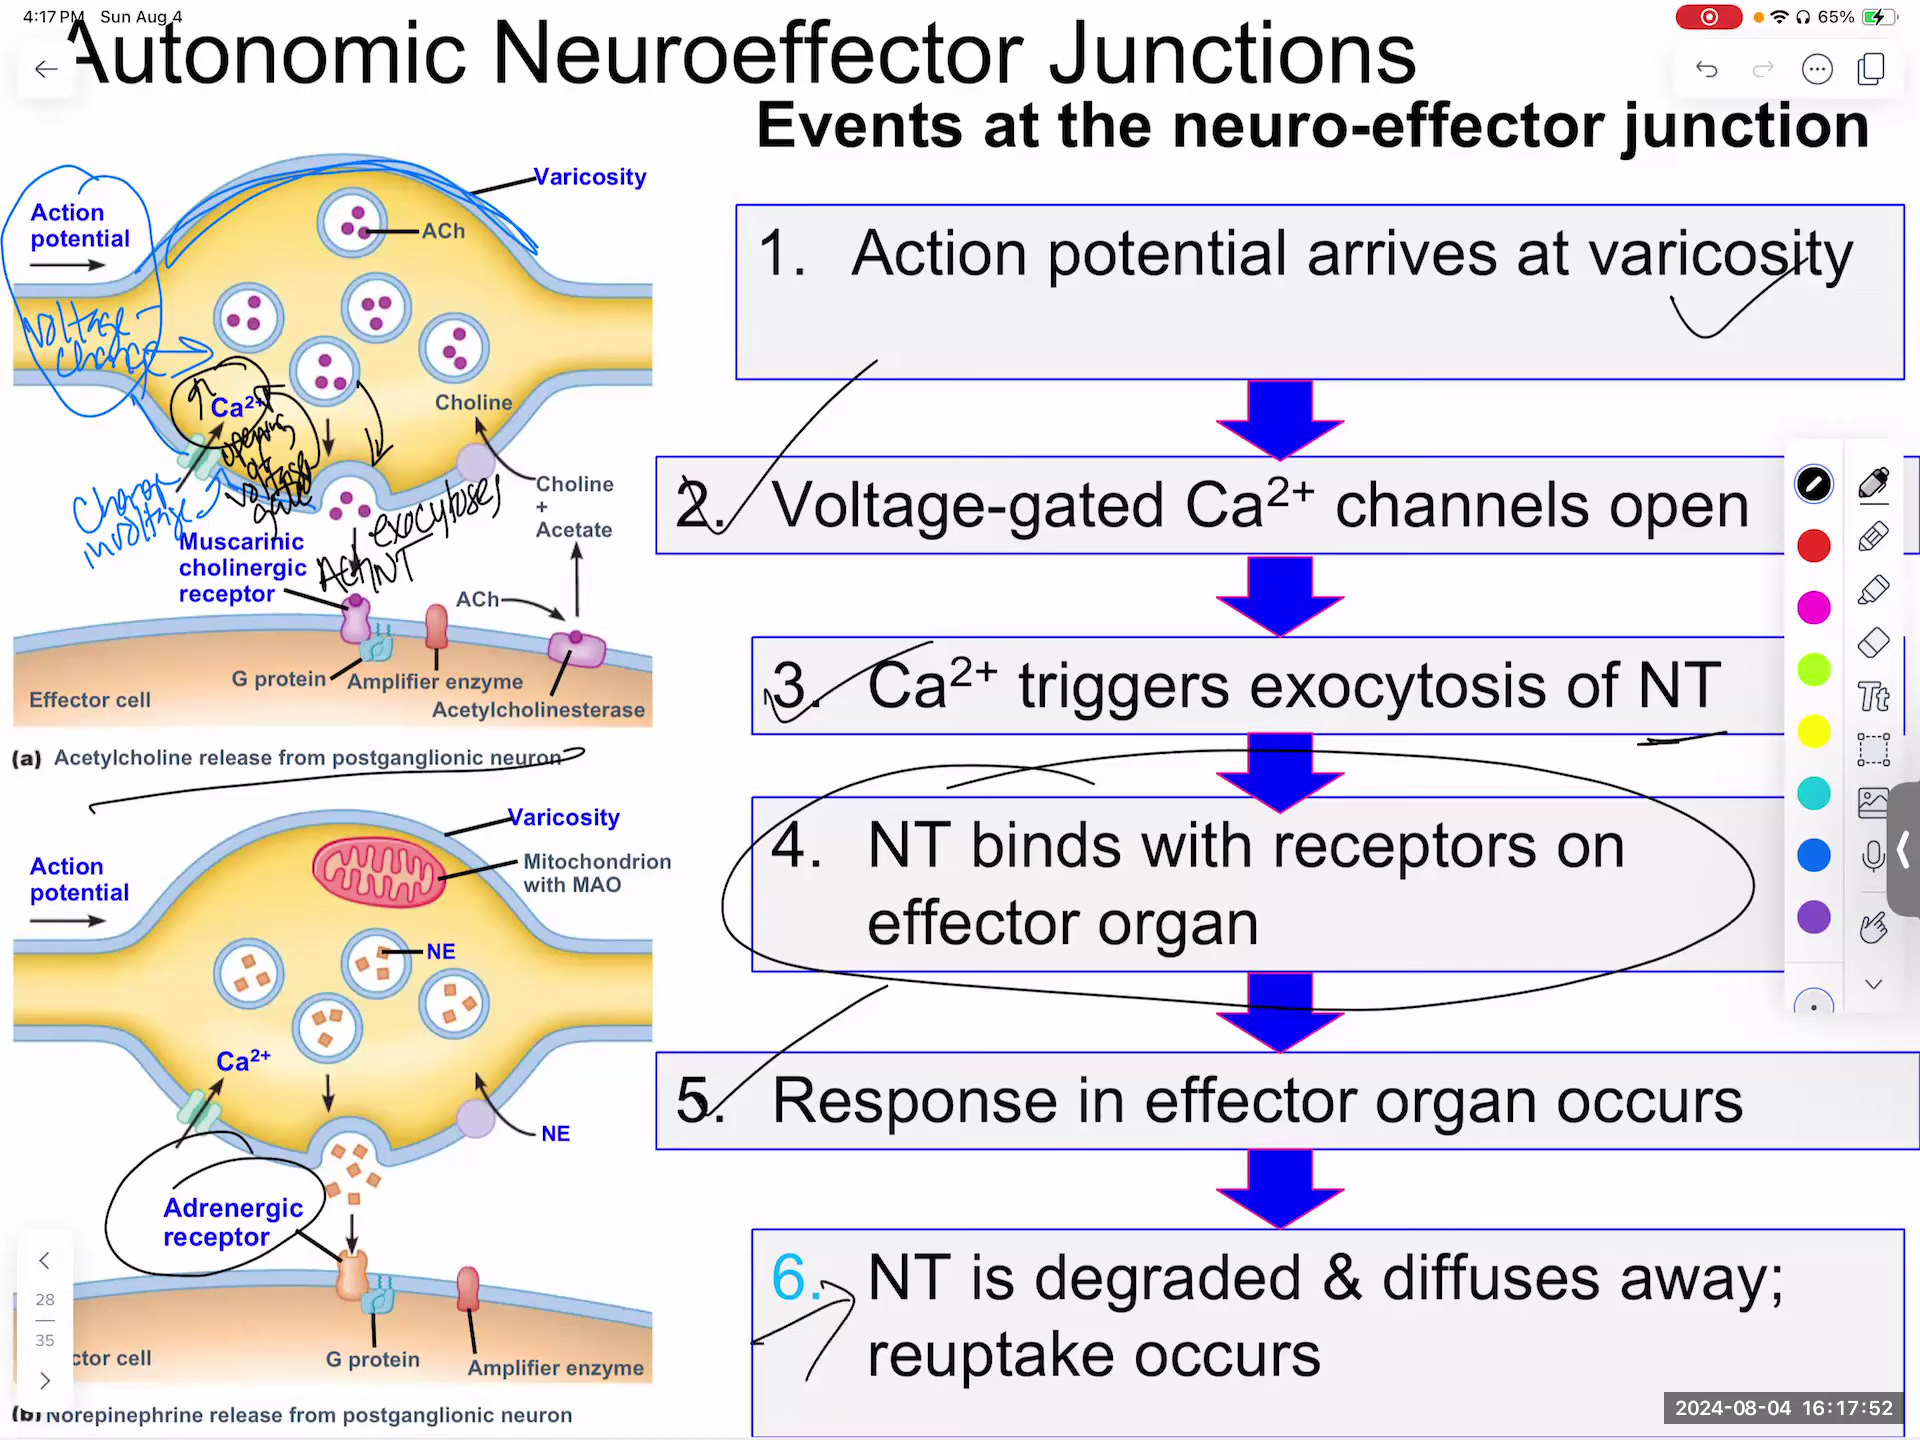 4:17 PM Sun Aug 4
65%
Autonomic Neuroeffector Junctions
Events at the neuro-effector junction
Action
potential
Varicosity
ACh
Voltage
change
Ca2+
Choline
opening
of
voltage
gate
Change
in voltage
exocytoses
Choline
+
Acetate
Muscarinic
cholinergic
receptor
ACh NT
ACh
G protein
Amplifier enzyme
Effector cell
Acetylcholinesterase
(a) Acetylcholine release from postganglionic neuron
Varicosity
Action
potential
Mitochondrion
with MAO
NE
Ca2+
NE
Adrenergic
receptor
ctor cell
G protein
Amplifier enzyme
(b) Norepinephrine release from postganglionic neuron
28
35
1. Action potential arrives at varicosity
2. Voltage-gated Ca2+ channels open
3. Ca2+ triggers exocytosis of NT
4. NT binds with receptors on
effector organ
5. Response in effector organ occurs
6. NT is degraded & diffuses away;
reuptake occurs
Tt
2024-08-04 16:17:52